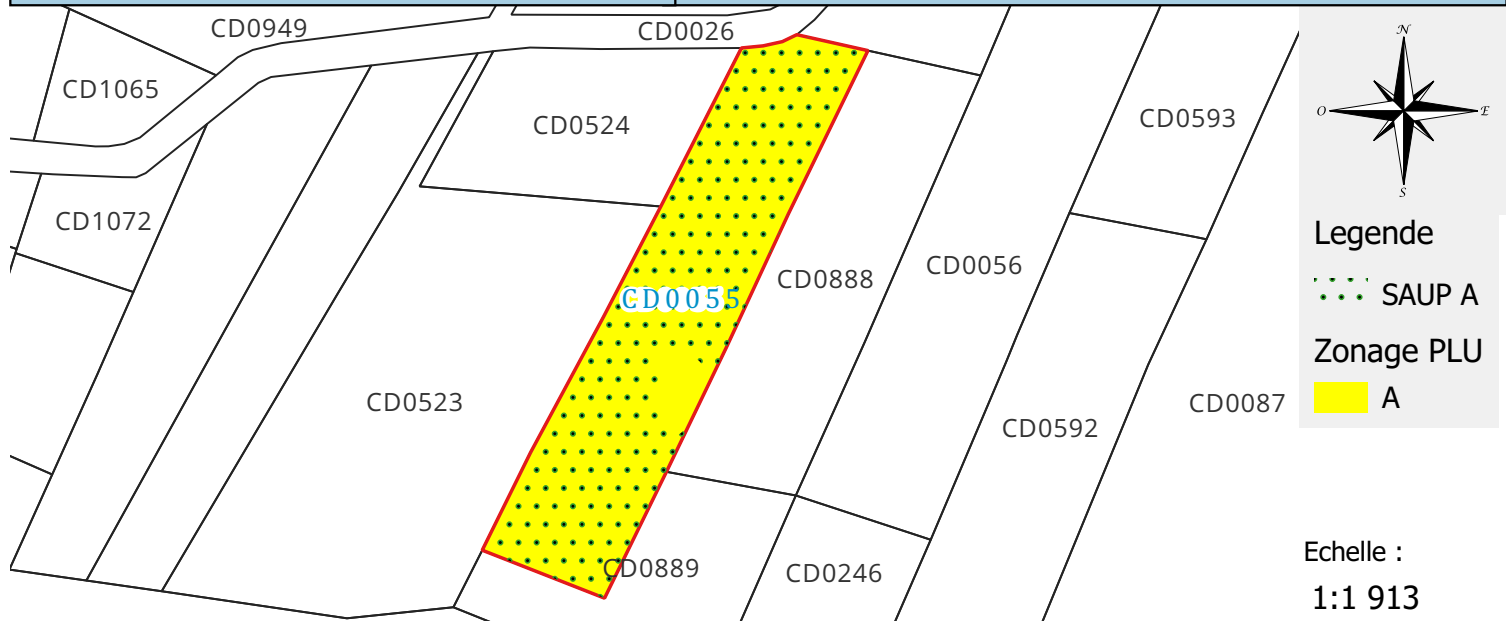 CD0949
CD0026
CD1065
CD0524
CD0593
CD1072
CD0056
CD0888
CD0055
CD0523
CD0592
CD0087
CD0889
CD0246
N
O
E
S
Legende
SAUP A
Zonage PLU
A
Echelle :
1:1 913